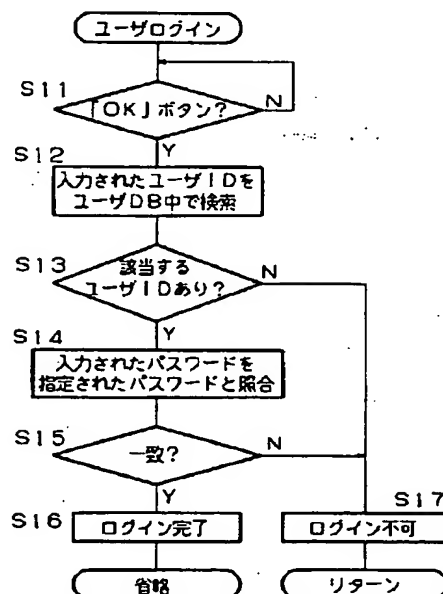 ユーザログイン
S11
「OK」ボタン?
N
Y
S12
入力されたユーザIDを
ユーザDB中で検索
S13
該当する
ユーザIDあり?
N
Y
S14
入力されたパスワードを
指定されたパスワードと照合
S15
一致?
N
Y
S16
ログイン完了
S17
ログイン不可
省略
リターン